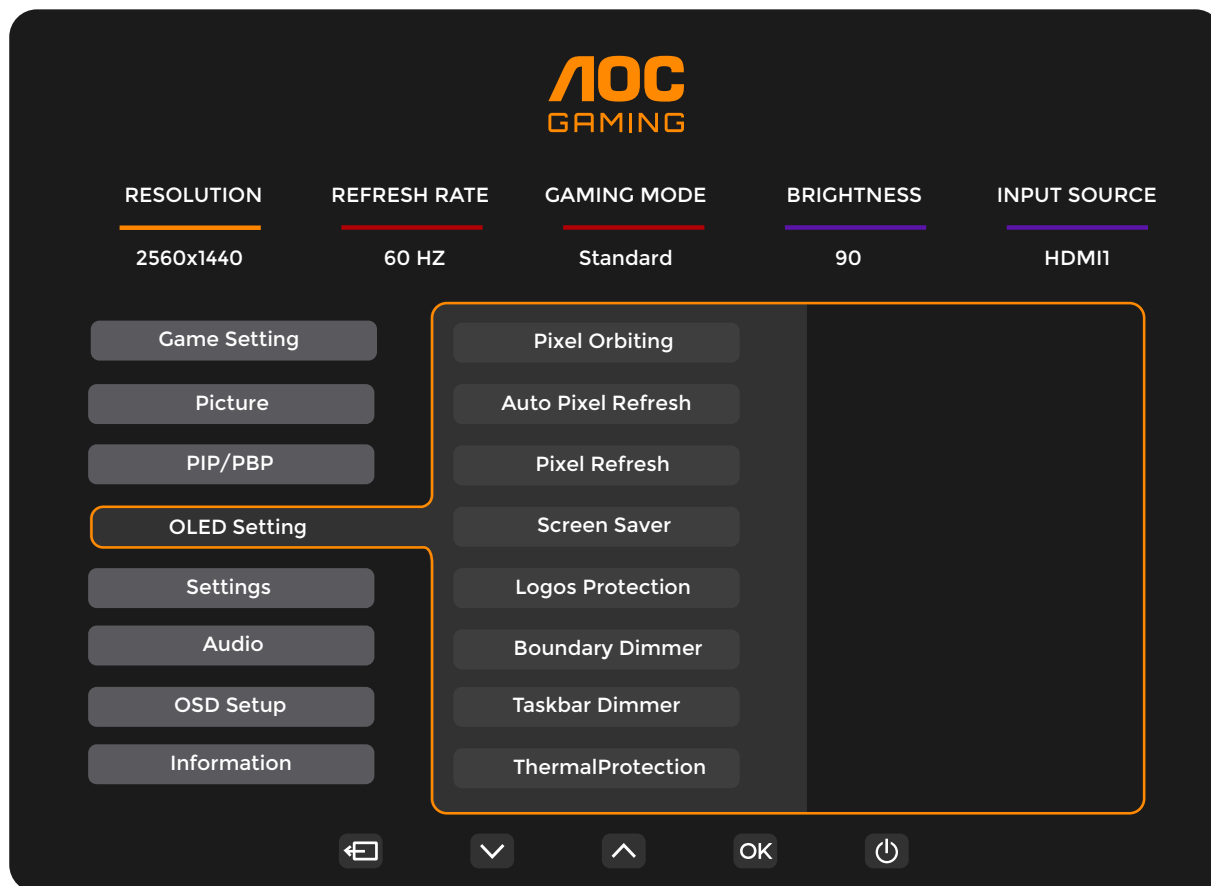 AOC
GAMING
RESOLUTION REFRESH RATE GAMING MODE BRIGHTNESS INPUT SOURCE
2560x1440 60 HZ Standard 90 HDMI1
Game Setting Pixel Orbiting
Picture Auto Pixel Refresh
PIP/PBP Pixel Refresh
OLED Setting Screen Saver
Settings Logos Protection
Audio Boundary Dimmer
OSD Setup Taskbar Dimmer
Information ThermalProtection
OK